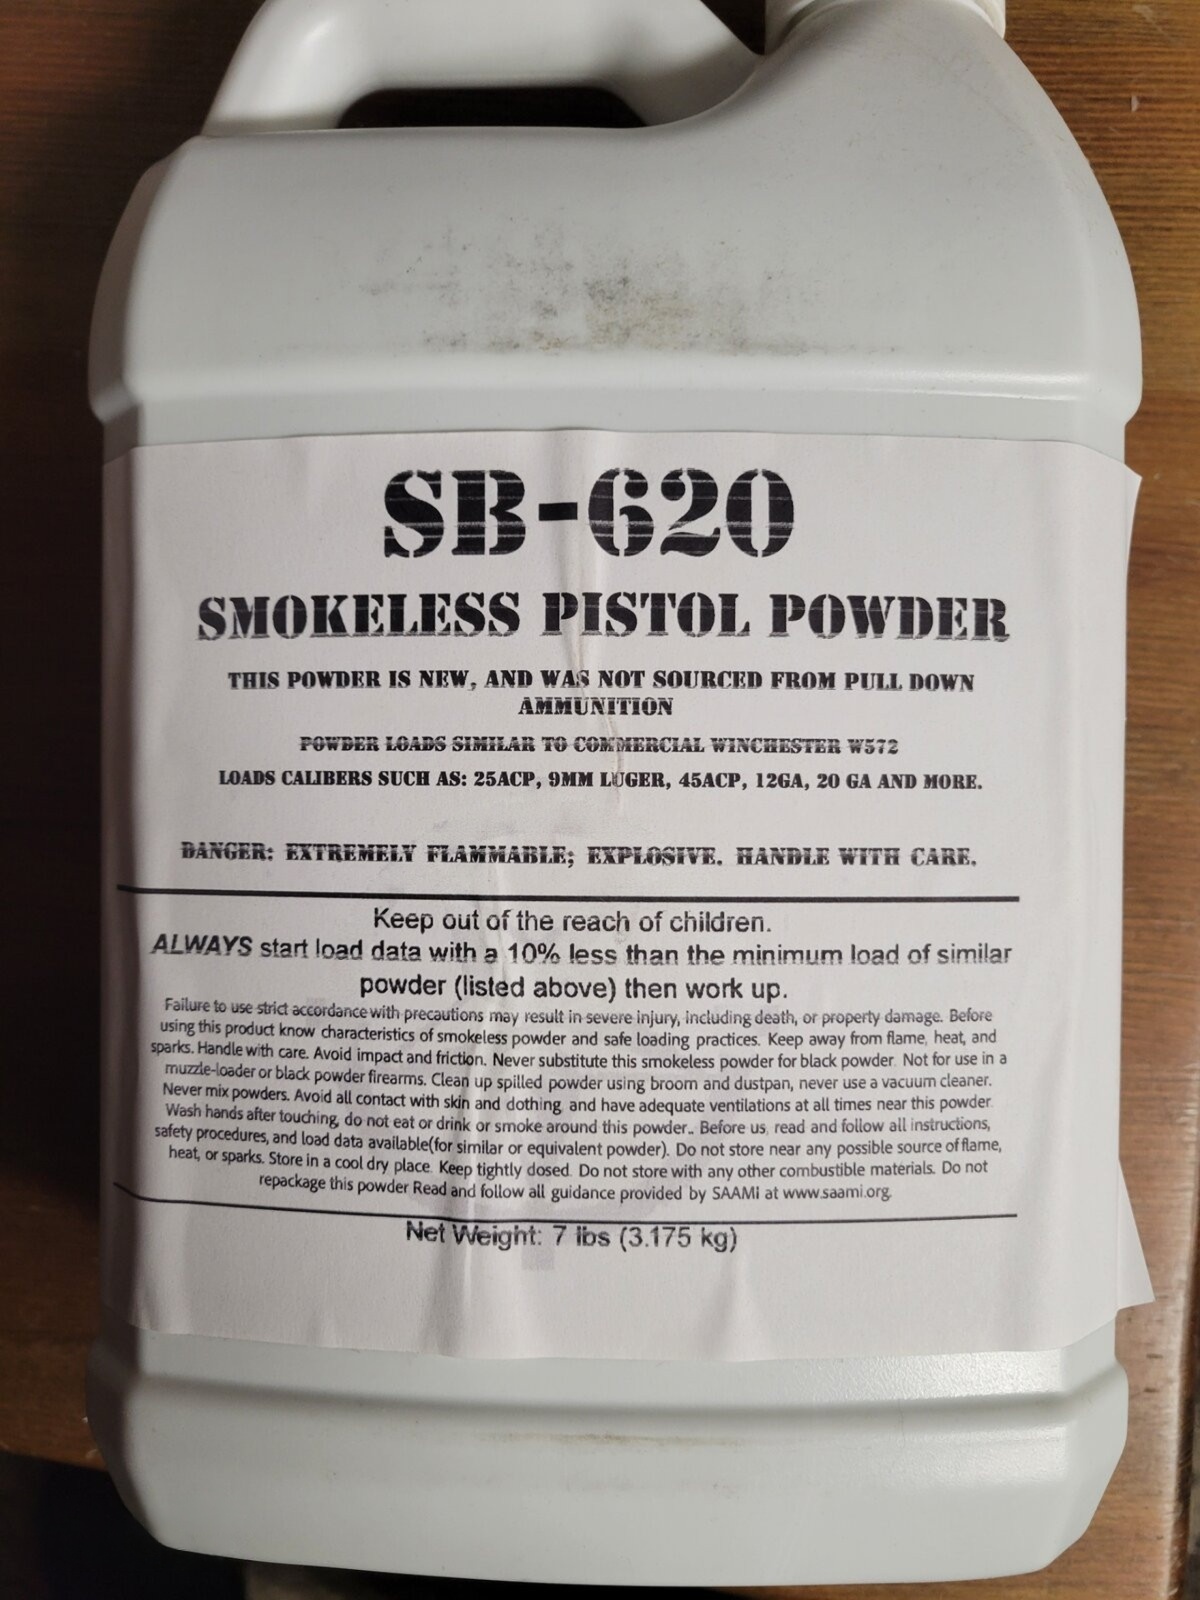 SB-620
SMOKELESS PISTOL POWDER
THIS POWDER IS NEW, AND WAS NOT SOURCED FROM PULL DOWN
AMMUNITION
POWDER LOADS SIMILAR TO COMMERCIAL WINCHESTER W572
LOADS CALIBERS SUCH AS: 25ACP, 9MM LUGER, 45ACP, 12GA, 20 GA AND MORE.
DANGER: EXTREMELY FLAMMABLE; EXPLOSIVE. HANDLE WITH CARE.
Keep out of the reach of children.
ALWAYS start load data with a 10% less than the minimum load of similar
powder (listed above) then work up.
Failure to use strict accordance with precautions may result in severe injury, including death, or property damage. Before
using this product know characteristics of smokeless powder and safe loading practices. Keep away from flame, heat, and
sparks. Handle with care. Avoid impact and friction. Never substitute this smokeless powder for black powder. Not for use in a
muzzle-loader or black powder firearms. Clean up spilled powder using broom and dustpan, never use a vacuum cleaner.
Never mix powders. Avoid all contact with skin and clothing and have adequate ventilations at all times near this powder.
Wash hands after touching, do not eat or drink or smoke around this powder.. Before us, read and follow all instructions,
safety procedures, and load data available(for similar or equivalent powder). Do not store near any possible source of flame,
heat, or sparks. Store in a cool dry place. Keep tightly closed. Do not store with any other combustible materials. Do not
repackage this powder Read and follow all guidance provided by SAAMI at www.saami.org.
Net Weight: 7 lbs (3.175 kg)